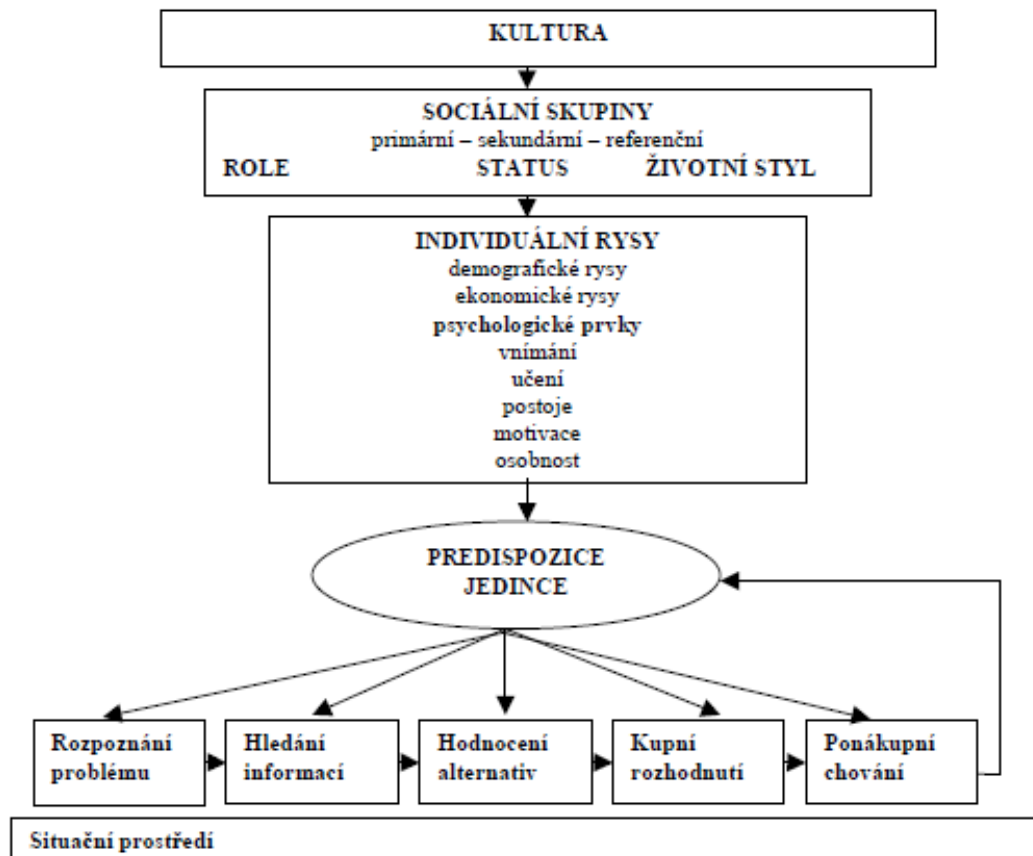 KULTURA
SOCIÁLNÍ SKUPINY
primární – sekundární – referenční
ROLE STATUS ŽIVOTNÍ STYL
INDIVIDUÁLNÍ RYSY
demografické rysy
ekonomické rysy
psychologické prvky
vnímání
učení
postoje
motivace
osobnost
PREDISPOZICE
JEDINCE
Rozpoznání
problému
Hledání
informací
Hodnocení
alternativ
Kupní
rozhodnutí
Ponákupní
chování
Situační prostředí